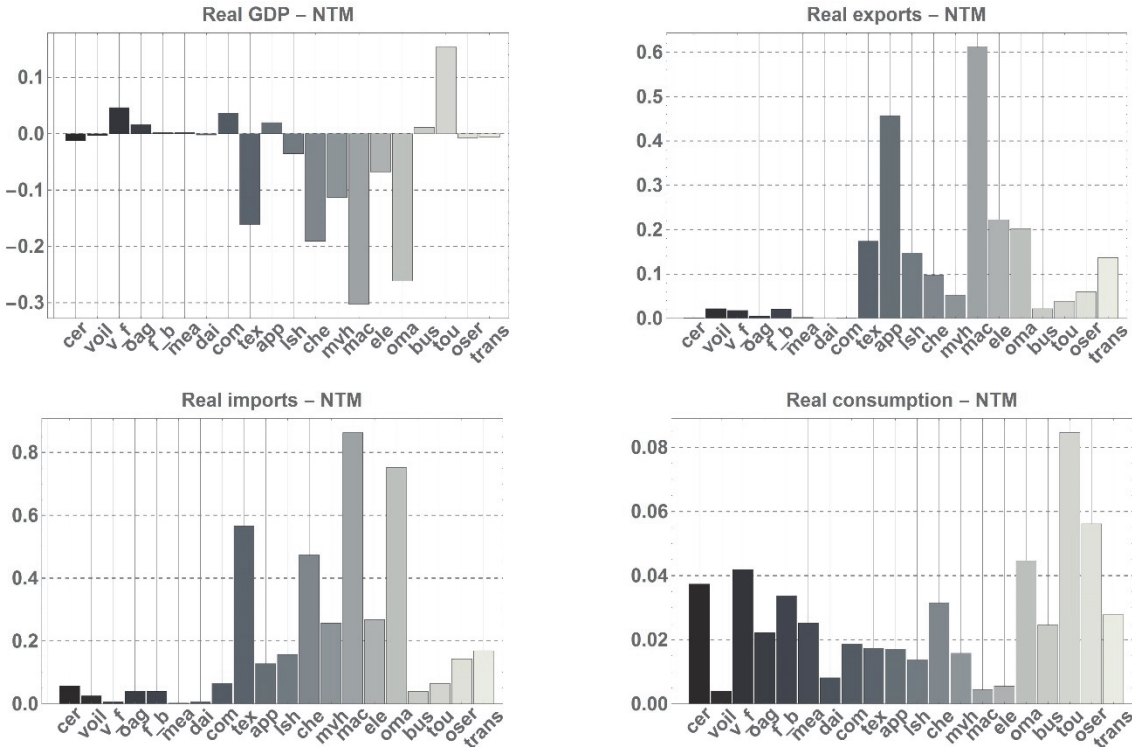 Real GDP – NTM
0.1
0.0
−0.1
−0.2
−0.3
cer voil v_f oag f_b mea dai com tex app lsh che mvh mac ele oma bus tou oser trans
Real exports – NTM
0.6
0.5
0.4
0.3
0.2
0.1
0.0
cer voil v_f oag f_b mea dai com tex app lsh che mvh mac ele oma bus tou oser trans
Real imports – NTM
0.8
0.6
0.4
0.2
0.0
cer voil v_f oag f_b mea dai com tex app lsh che mvh mac ele oma bus tou oser trans
Real consumption – NTM
0.08
0.06
0.04
0.02
0.00
cer voil v_f oag f_b mea dai com tex app lsh che mvh mac ele oma bus tou oser trans